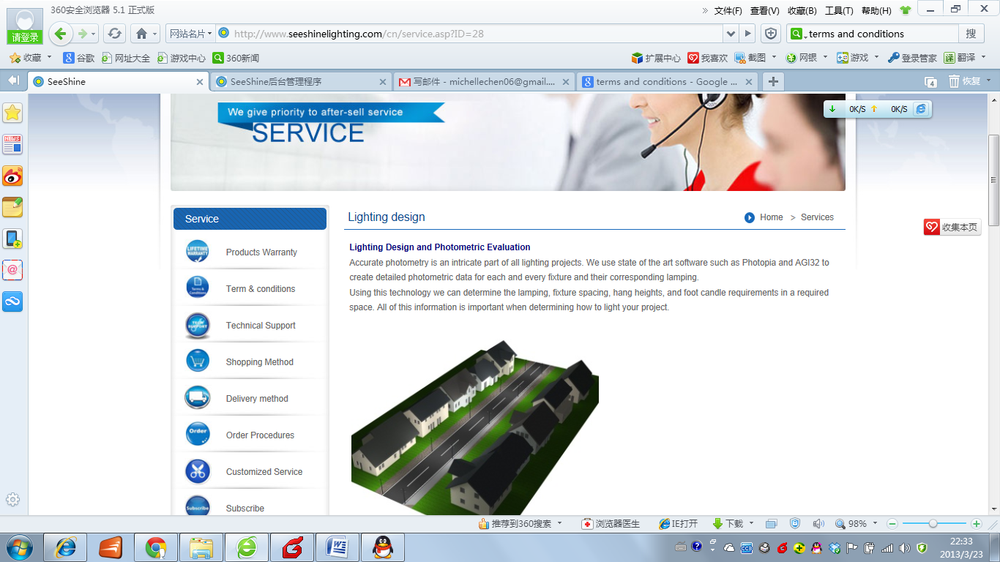 360安全浏览器 5.1 正式版
» 文件(F) 查看(V) 收藏(B) 工具(T) 帮助(H)
请登录
网站名片 http://www.seeshinelighting.com/cn/service.asp?ID=28 terms and conditions 搜
收藏 谷歌 网址大全 游戏中心 360新闻 扩展中心 我喜欢 截图 网银 游戏 登录管家 翻译
SeeShine SeeShine后台管理程序 写邮件 - michellechen06@gmail.... terms and conditions - Google ... 4 恢复
We give priority to after-sell service
SERVICE
0K/S 0K/S
NEWS
收集本页
Service
Lighting design
Home > Services
LIFETIME WARRANTY Products Warranty
Terms & Conditions Term & conditions
TECH SUPPORT Technical Support
Shopping Method
Delivery method
Order Order Procedures
Customized Service
Subscribe Subscribe
Lighting Design and Photometric Evaluation
Accurate photometry is an intricate part of all lighting projects. We use state of the art software such as Photopia and AGI32 to
create detailed photometric data for each and every fixture and their corresponding lamping.
Using this technology we can determine the lamping, fixture spacing, hang heights, and foot candle requirements in a required
space. All of this information is important when determining how to light your project.
推荐到360搜索 浏览器医生 IE打开 下载 98%
22:33
2013/3/23